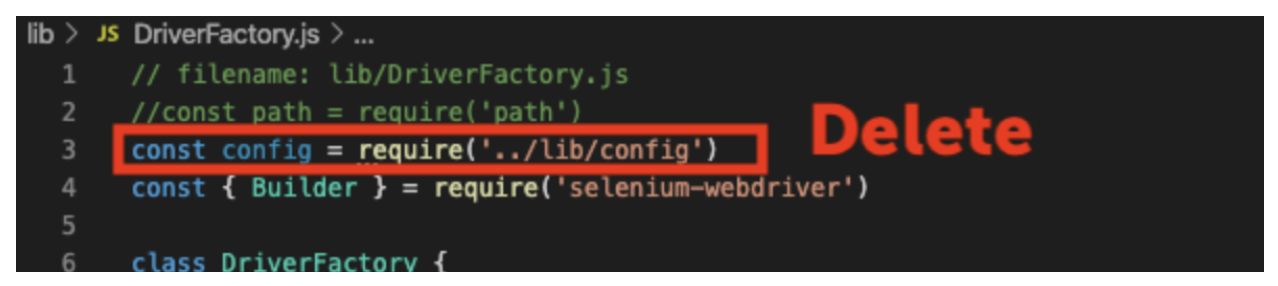 lib > JS DriverFactory.js > ...
1 // filename: lib/DriverFactory.js
2 //const path = require('path')
3 const config = require('../lib/config')
Delete
4 const { Builder } = require('selenium-webdriver')
5
6 class DriverFactory {